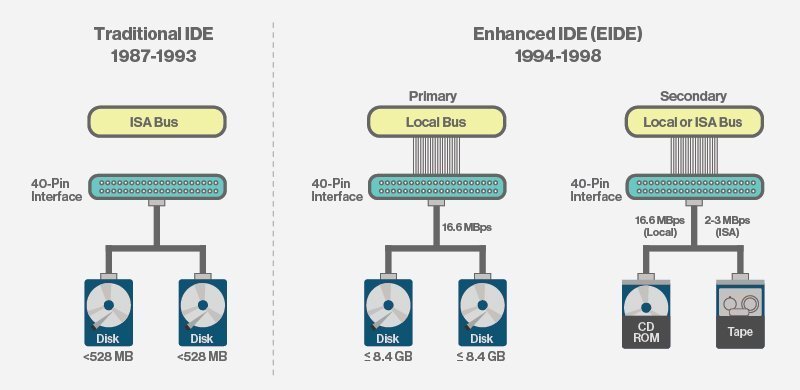 Traditional IDE
1987-1993
ISA Bus
40-Pin
Interface
Disk
<528 MB
Disk
<528 MB
Enhanced IDE (EIDE)
1994-1998
Primary
Local Bus
40-Pin
Interface
16.6 MBps
Disk
≤ 8.4 GB
Disk
≤ 8.4 GB
Secondary
Local or ISA Bus
40-Pin
Interface
16.6 MBps
(Local)
2-3 MBps
(ISA)
CD
ROM
Tape